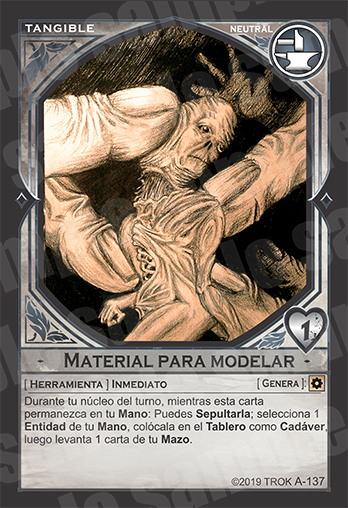 TANGIBLE
NEUTRAL
1
- MATERIAL PARA MODELAR -
[ HERRAMIENTA ] INMEDIATO
[ GENERA ]:
Durante tu núcleo del turno, mientras esta carta
permanezca en tu Mano: Puedes Sepultarla; selecciona 1
Entidad de tu Mano, colócala en el Tablero como Cadáver,
luego levanta 1 carta de tu Mazo.
©2019 TROK A-137